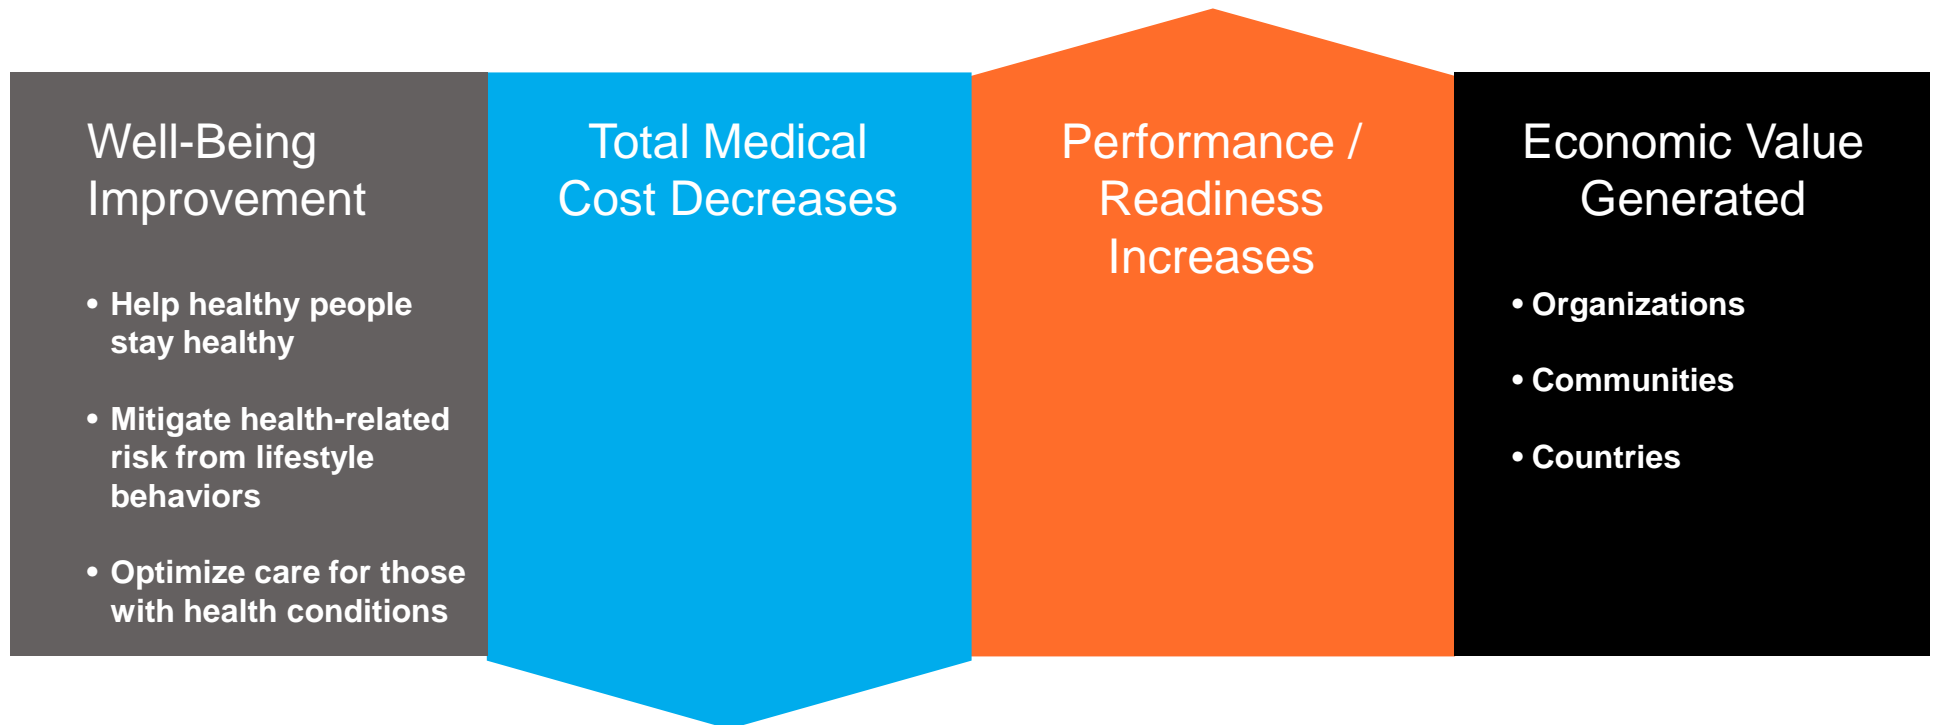 Well-Being
Improvement
• Help healthy people
stay healthy
• Mitigate health-related
risk from lifestyle
behaviors
• Optimize care for those
with health conditions
Total Medical
Cost Decreases
Performance /
Readiness
Increases
Economic Value
Generated
• Organizations
• Communities
• Countries